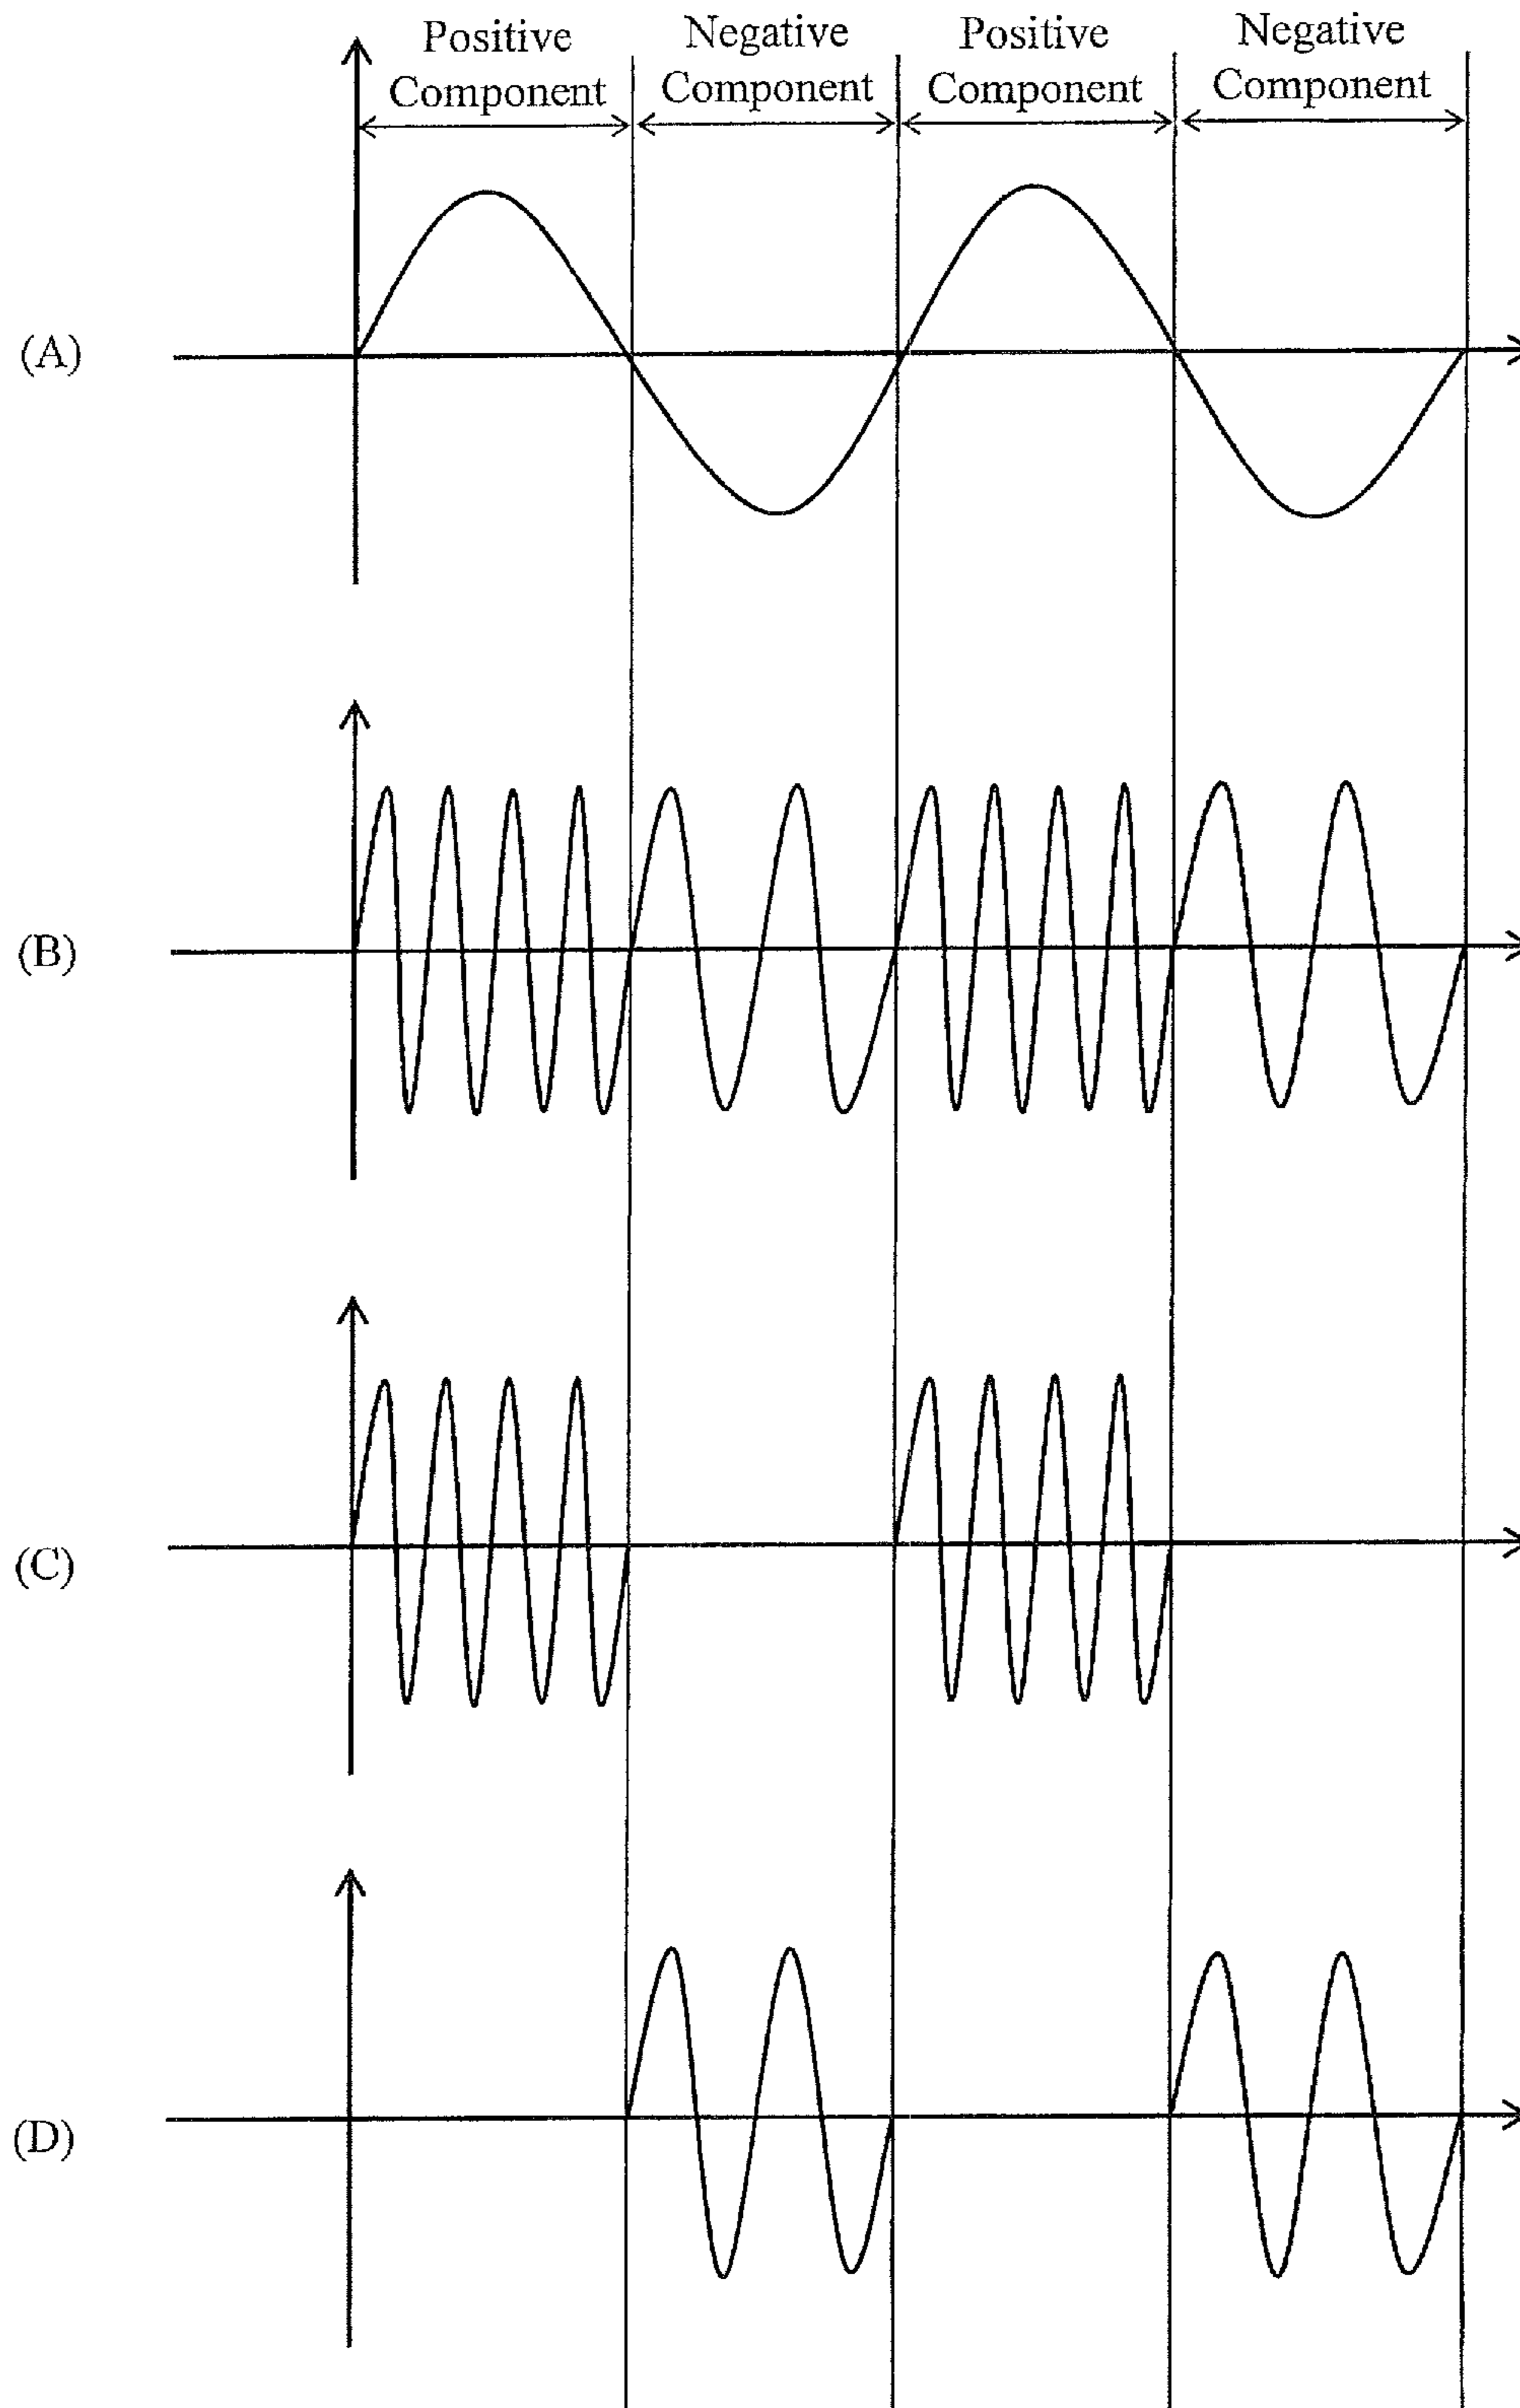 Positive
Component
Negative
Component
Positive
Component
Negative
Component
(A)
(B)
(C)
(D)